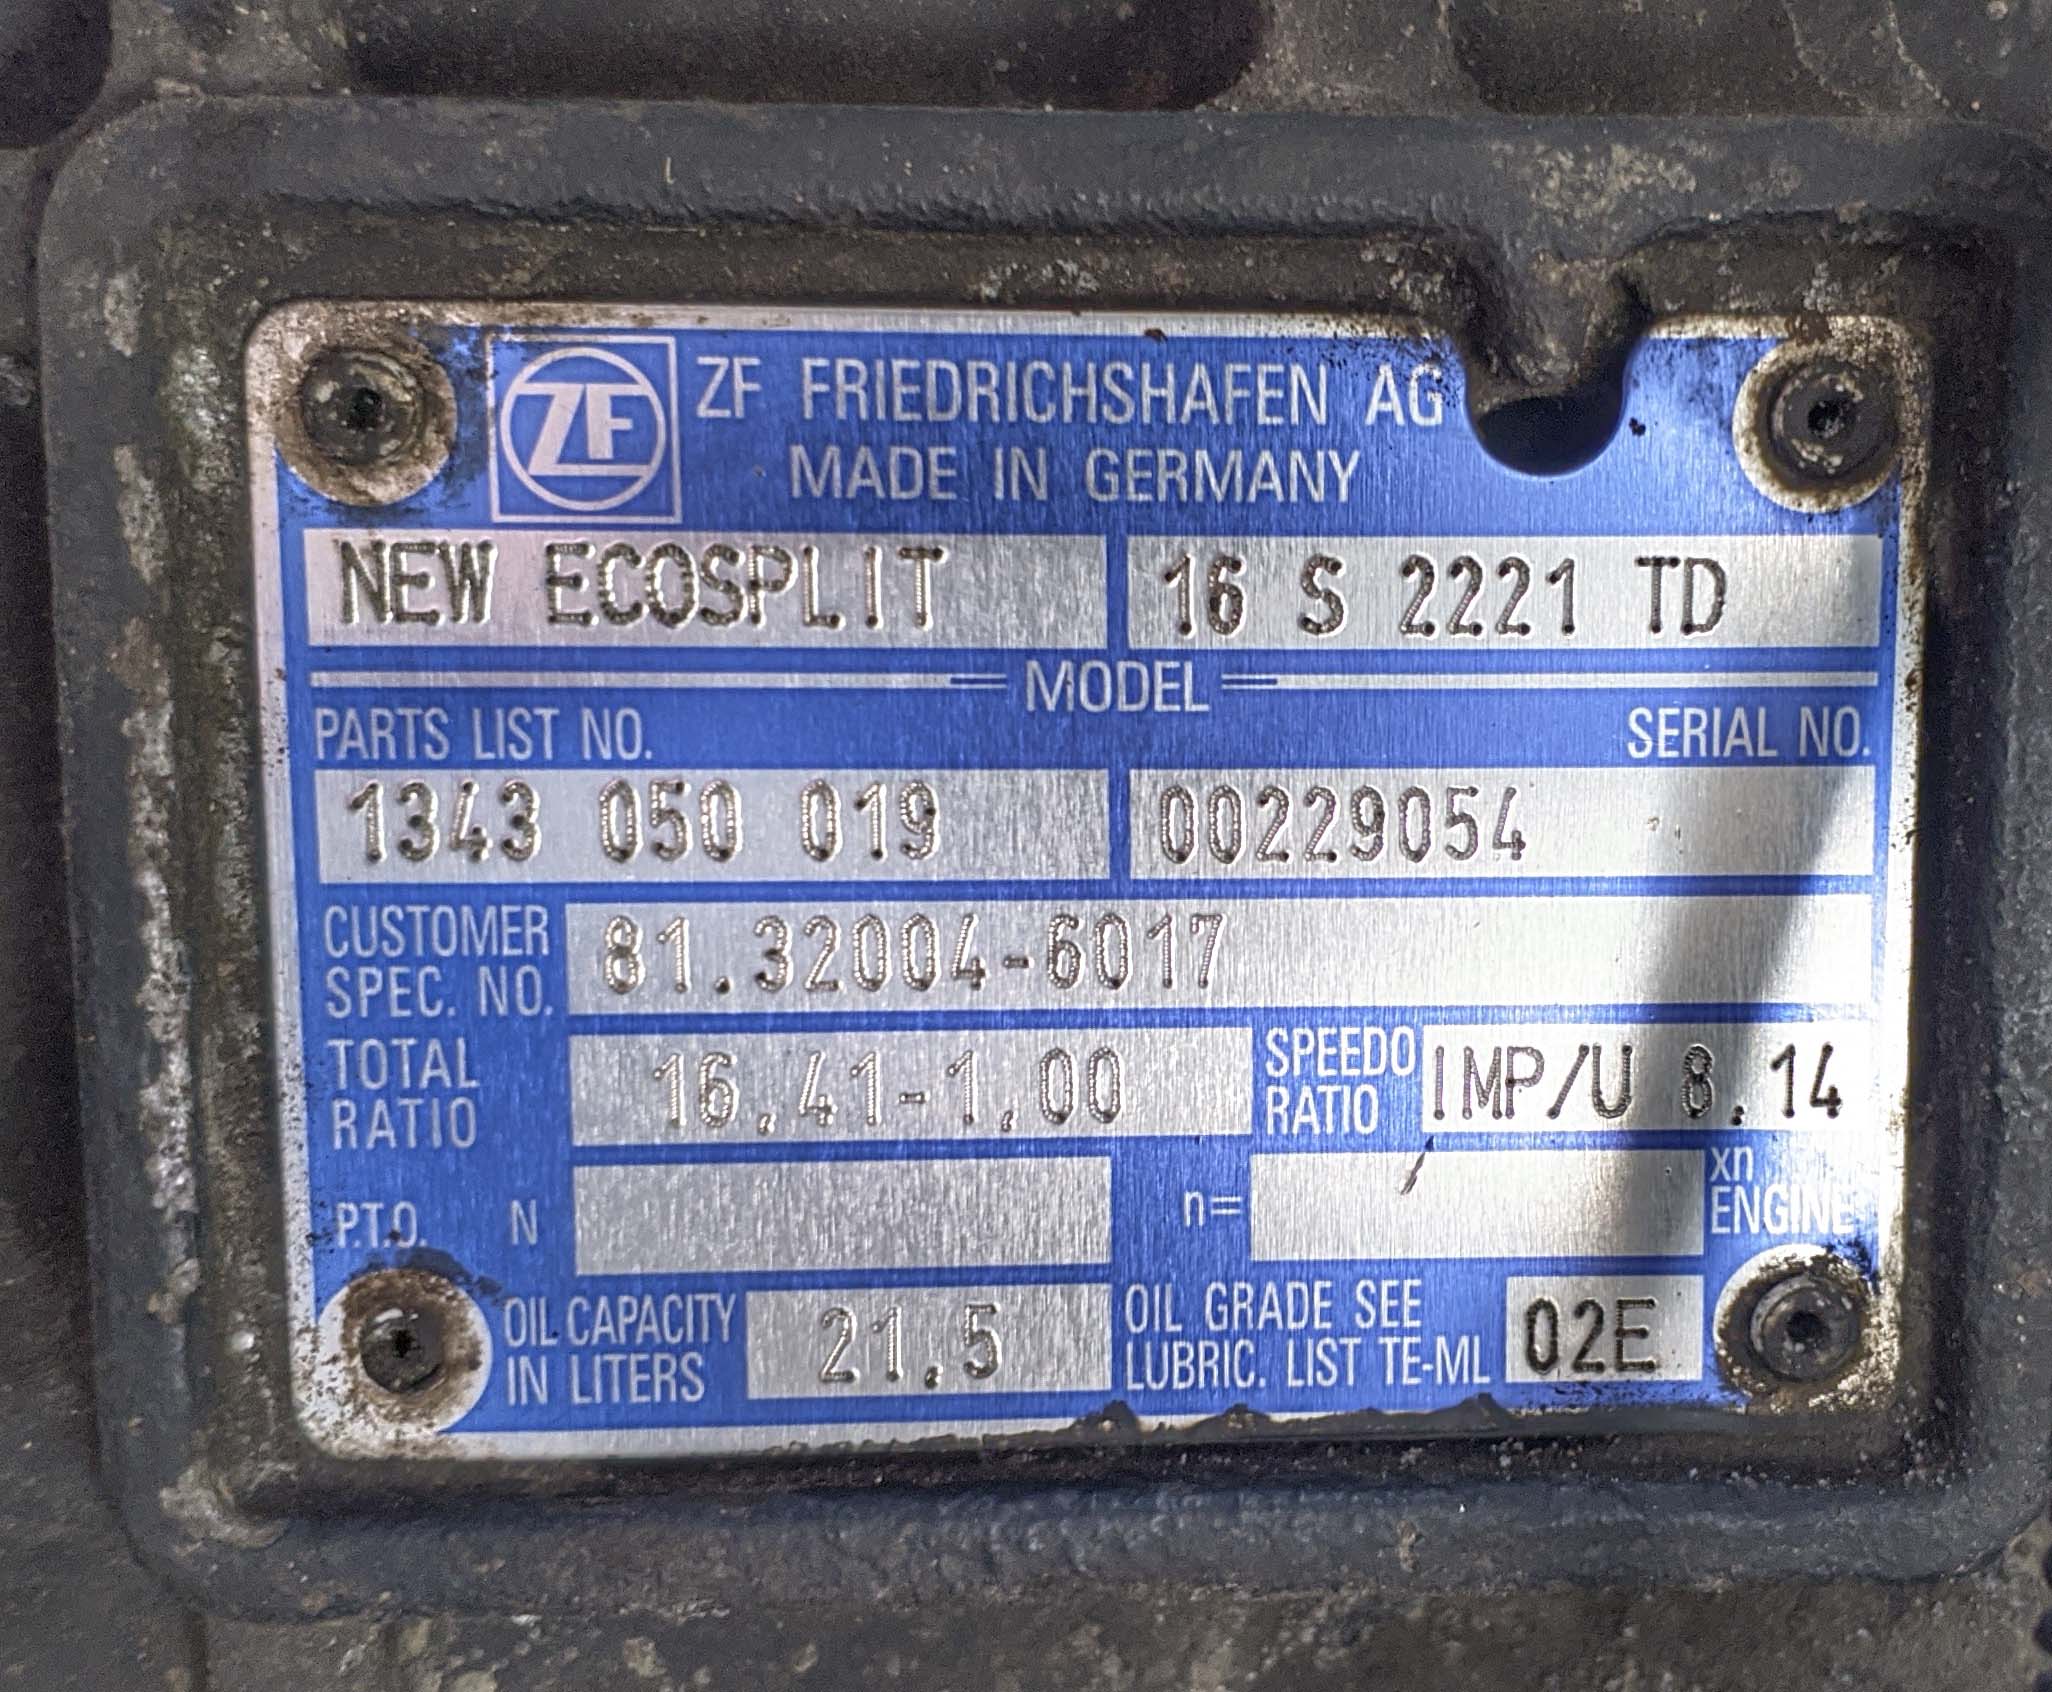 ZF ZF FRIEDRICHSHAFEN AG
MADE IN GERMANY
NEW ECOSPLIT 16 S 2221 TD
MODEL
PARTS LIST NO. SERIAL NO.
1343 050 019 00229054
CUSTOMER SPEC. NO. 81.32004-6017
TOTAL RATIO 16,41-1,00 SPEEDO RATIO IMP/U 8.14
P.T.O. N n= xn ENGINE
OIL CAPACITY IN LITERS 21,5 OIL GRADE SEE LUBRIC. LIST TE-ML 02E